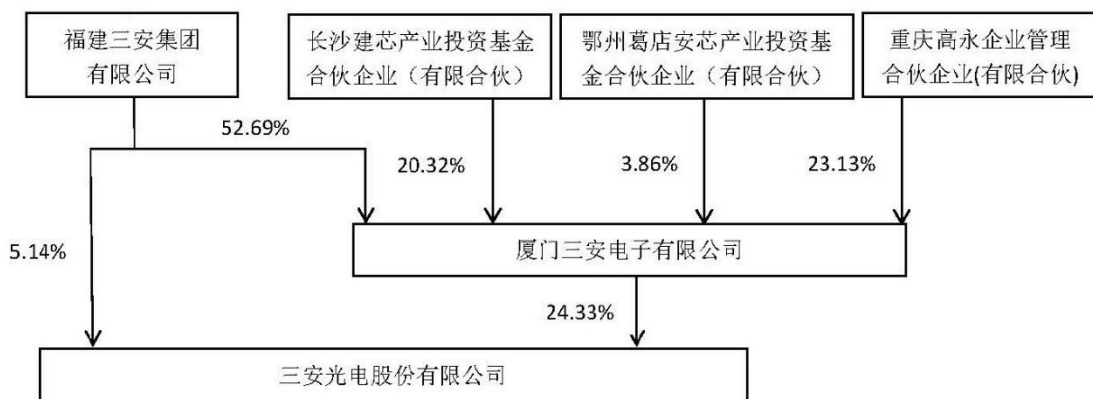 福建三安集团
有限公司
长沙建芯产业投资基金
合伙企业（有限合伙）
鄂州葛店安芯产业投资基
金合伙企业（有限合伙）
重庆高永企业管理
合伙企业(有限合伙)
52.69%
20.32%
3.86%
23.13%
厦门三安电子有限公司
5.14%
24.33%
三安光电股份有限公司